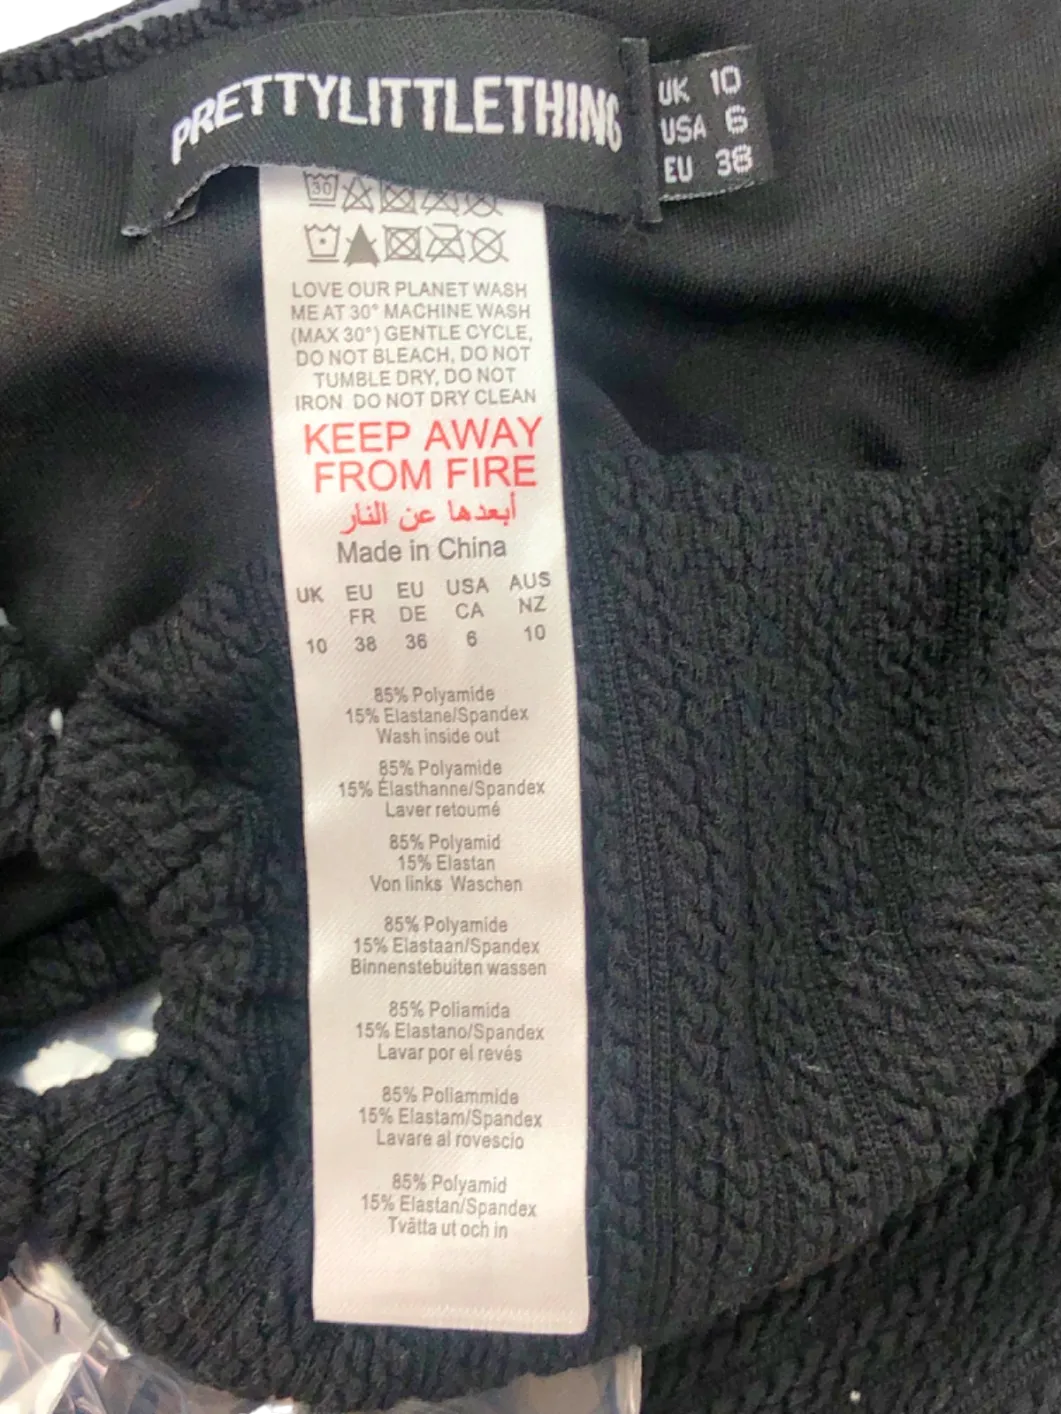 PRETTYLITTLETHING
UK 10
USA 6
EU 38
30
LOVE OUR PLANET WASH
ME AT 30° MACHINE WASH
(MAX 30°) GENTLE CYCLE,
DO NOT BLEACH, DO NOT
TUMBLE DRY, DO NOT
IRON DO NOT DRY CLEAN
KEEP AWAY
FROM FIRE
أبعدها عن النار
Made in China
UK EU EU USA AUS
FR DE CA NZ
10 38 36 6 10
85% Polyamide
15% Elastane/Spandex
Wash inside out
85% Polyamide
15% Élasthanne/Spandex
Laver retoumé
85% Polyamid
15% Elastan
Von links Waschen
85% Polyamide
15% Elastaan/Spandex
Binnenstebuiten wassen
85% Poliamida
15% Elastano/Spandex
Lavar por el revés
85% Poliammide
15% Elastam/Spandex
Lavare al rovescio
85% Polyamid
15% Elastan/Spandex
Tvätta ut och in